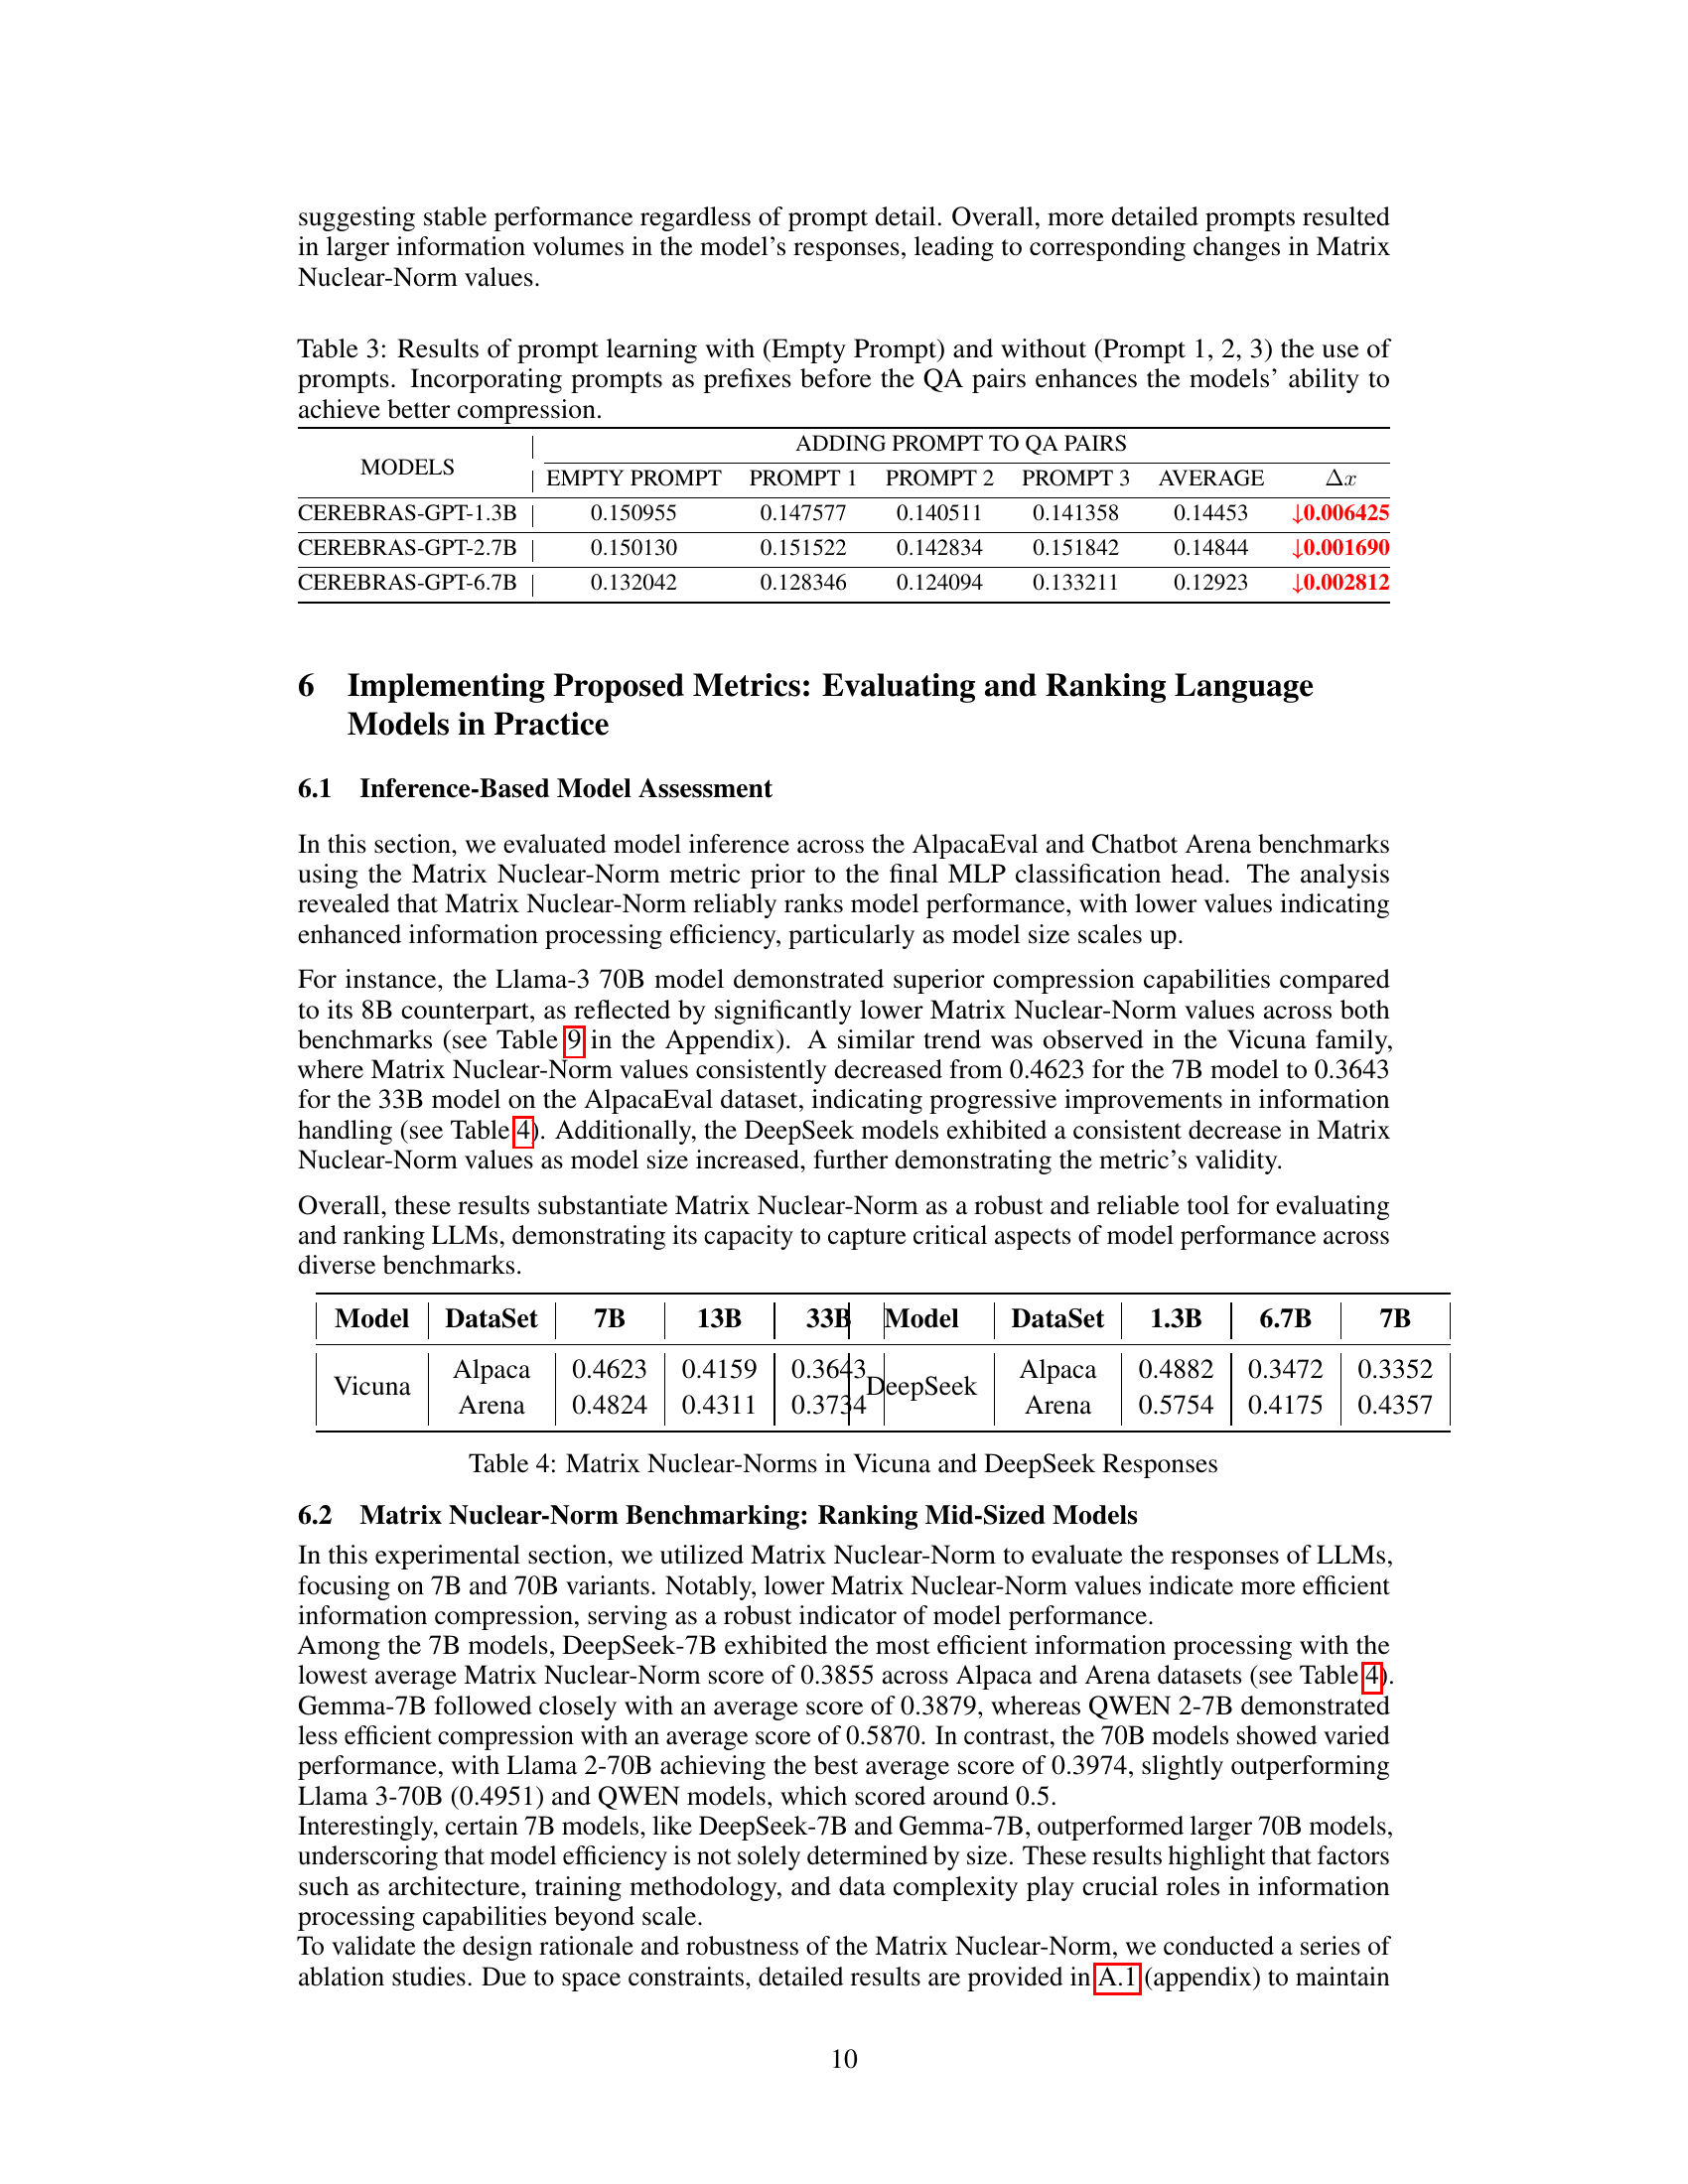 suggesting stable performance regardless of prompt detail. Overall, more detailed prompts resulted
in larger information volumes in the model's responses, leading to corresponding changes in Matrix
Nuclear-Norm values.
Table 3: Results of prompt learning with (Empty Prompt) and without (Prompt 1, 2, 3) the use of
prompts. Incorporating prompts as prefixes before the QA pairs enhances the models' ability to
achieve better compression.
MODELS ADDING PROMPT TO QA PAIRS
EMPTY PROMPT PROMPT 1 PROMPT 2 PROMPT 3 AVERAGE Δx
CEREBRAS-GPT-1.3B 0.150955 0.147577 0.140511 0.141358 0.14453 ↓0.006425
CEREBRAS-GPT-2.7B 0.150130 0.151522 0.142834 0.151842 0.14844 ↓0.001690
CEREBRAS-GPT-6.7B 0.132042 0.128346 0.124094 0.133211 0.12923 ↓0.002812
6 Implementing Proposed Metrics: Evaluating and Ranking Language
Models in Practice
6.1 Inference-Based Model Assessment
In this section, we evaluated model inference across the AlpacaEval and Chatbot Arena benchmarks
using the Matrix Nuclear-Norm metric prior to the final MLP classification head. The analysis
revealed that Matrix Nuclear-Norm reliably ranks model performance, with lower values indicating
enhanced information processing efficiency, particularly as model size scales up.
For instance, the Llama-3 70B model demonstrated superior compression capabilities compared
to its 8B counterpart, as reflected by significantly lower Matrix Nuclear-Norm values across both
benchmarks (see Table 9 in the Appendix). A similar trend was observed in the Vicuna family,
where Matrix Nuclear-Norm values consistently decreased from 0.4623 for the 7B model to 0.3643
for the 33B model on the AlpacaEval dataset, indicating progressive improvements in information
handling (see Table 4). Additionally, the DeepSeek models exhibited a consistent decrease in Matrix
Nuclear-Norm values as model size increased, further demonstrating the metric's validity.
Overall, these results substantiate Matrix Nuclear-Norm as a robust and reliable tool for evaluating
and ranking LLMs, demonstrating its capacity to capture critical aspects of model performance across
diverse benchmarks.
Model DataSet 7B 13B 33B Model DataSet 1.3B 6.7B 7B
Vicuna Alpaca 0.4623 0.4159 0.3643 DeepSeek Alpaca 0.4882 0.3472 0.3352
Arena 0.4824 0.4311 0.3734 Arena 0.5754 0.4175 0.4357
Table 4: Matrix Nuclear-Norms in Vicuna and DeepSeek Responses
6.2 Matrix Nuclear-Norm Benchmarking: Ranking Mid-Sized Models
In this experimental section, we utilized Matrix Nuclear-Norm to evaluate the responses of LLMs,
focusing on 7B and 70B variants. Notably, lower Matrix Nuclear-Norm values indicate more efficient
information compression, serving as a robust indicator of model performance.
Among the 7B models, DeepSeek-7B exhibited the most efficient information processing with the
lowest average Matrix Nuclear-Norm score of 0.3855 across Alpaca and Arena datasets (see Table 4).
Gemma-7B followed closely with an average score of 0.3879, whereas QWEN 2-7B demonstrated
less efficient compression with an average score of 0.5870. In contrast, the 70B models showed varied
performance, with Llama 2-70B achieving the best average score of 0.3974, slightly outperforming
Llama 3-70B (0.4951) and QWEN models, which scored around 0.5.
Interestingly, certain 7B models, like DeepSeek-7B and Gemma-7B, outperformed larger 70B models,
underscoring that model efficiency is not solely determined by size. These results highlight that factors
such as architecture, training methodology, and data complexity play crucial roles in information
processing capabilities beyond scale.
To validate the design rationale and robustness of the Matrix Nuclear-Norm, we conducted a series of
ablation studies. Due to space constraints, detailed results are provided in A.1 (appendix) to maintain
10